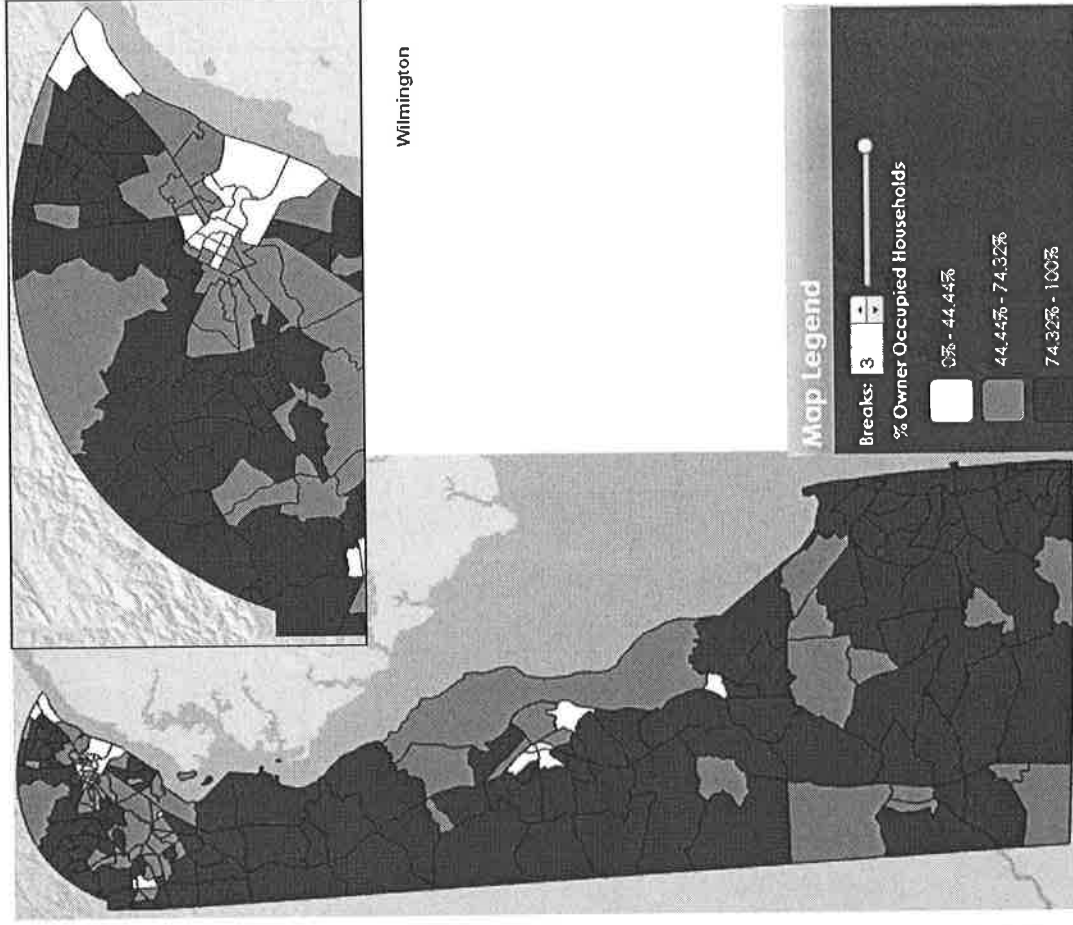 Wilmington
Map Legend
Breaks: 3
% Owner Occupied Households
0% - 44.44%
44.44% - 74.32%
74.32% - 100%